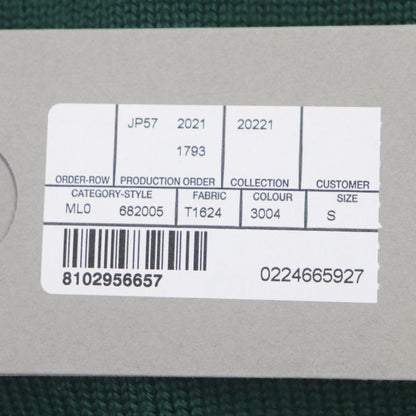 JP57 2021 20221
1793
ORDER-ROW PRODUCTION ORDER COLLECTION CUSTOMER
CATEGORY-STYLE FABRIC COLOUR SIZE
ML0 682005 T1624 3004 S
8102956657 0224665927